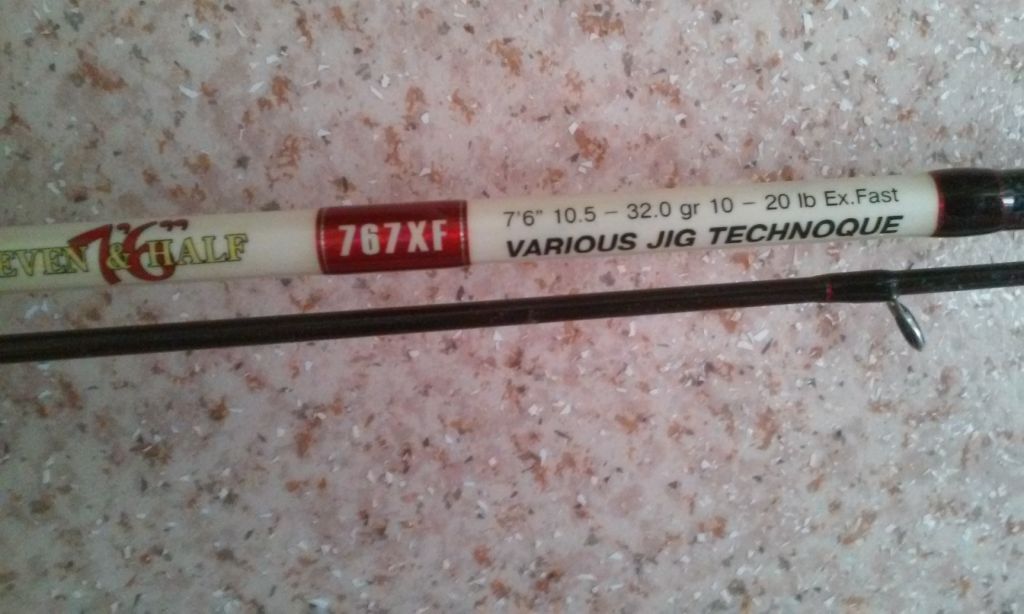 EVEN & HALF
7'6"
767XF
7'6" 10.5 – 32.0 gr 10 – 20 lb Ex.Fast
VARIOUS JIG TECHNOQUE